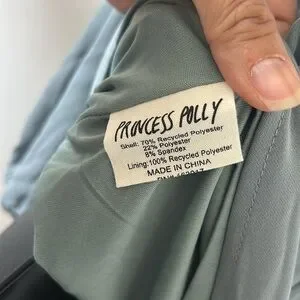 PRINCESS POLLY
Shell: 70% Recycled Polyester
22% Polyester
8% Spandex
Lining:100% Recycled Polyester
MADE IN CHINA